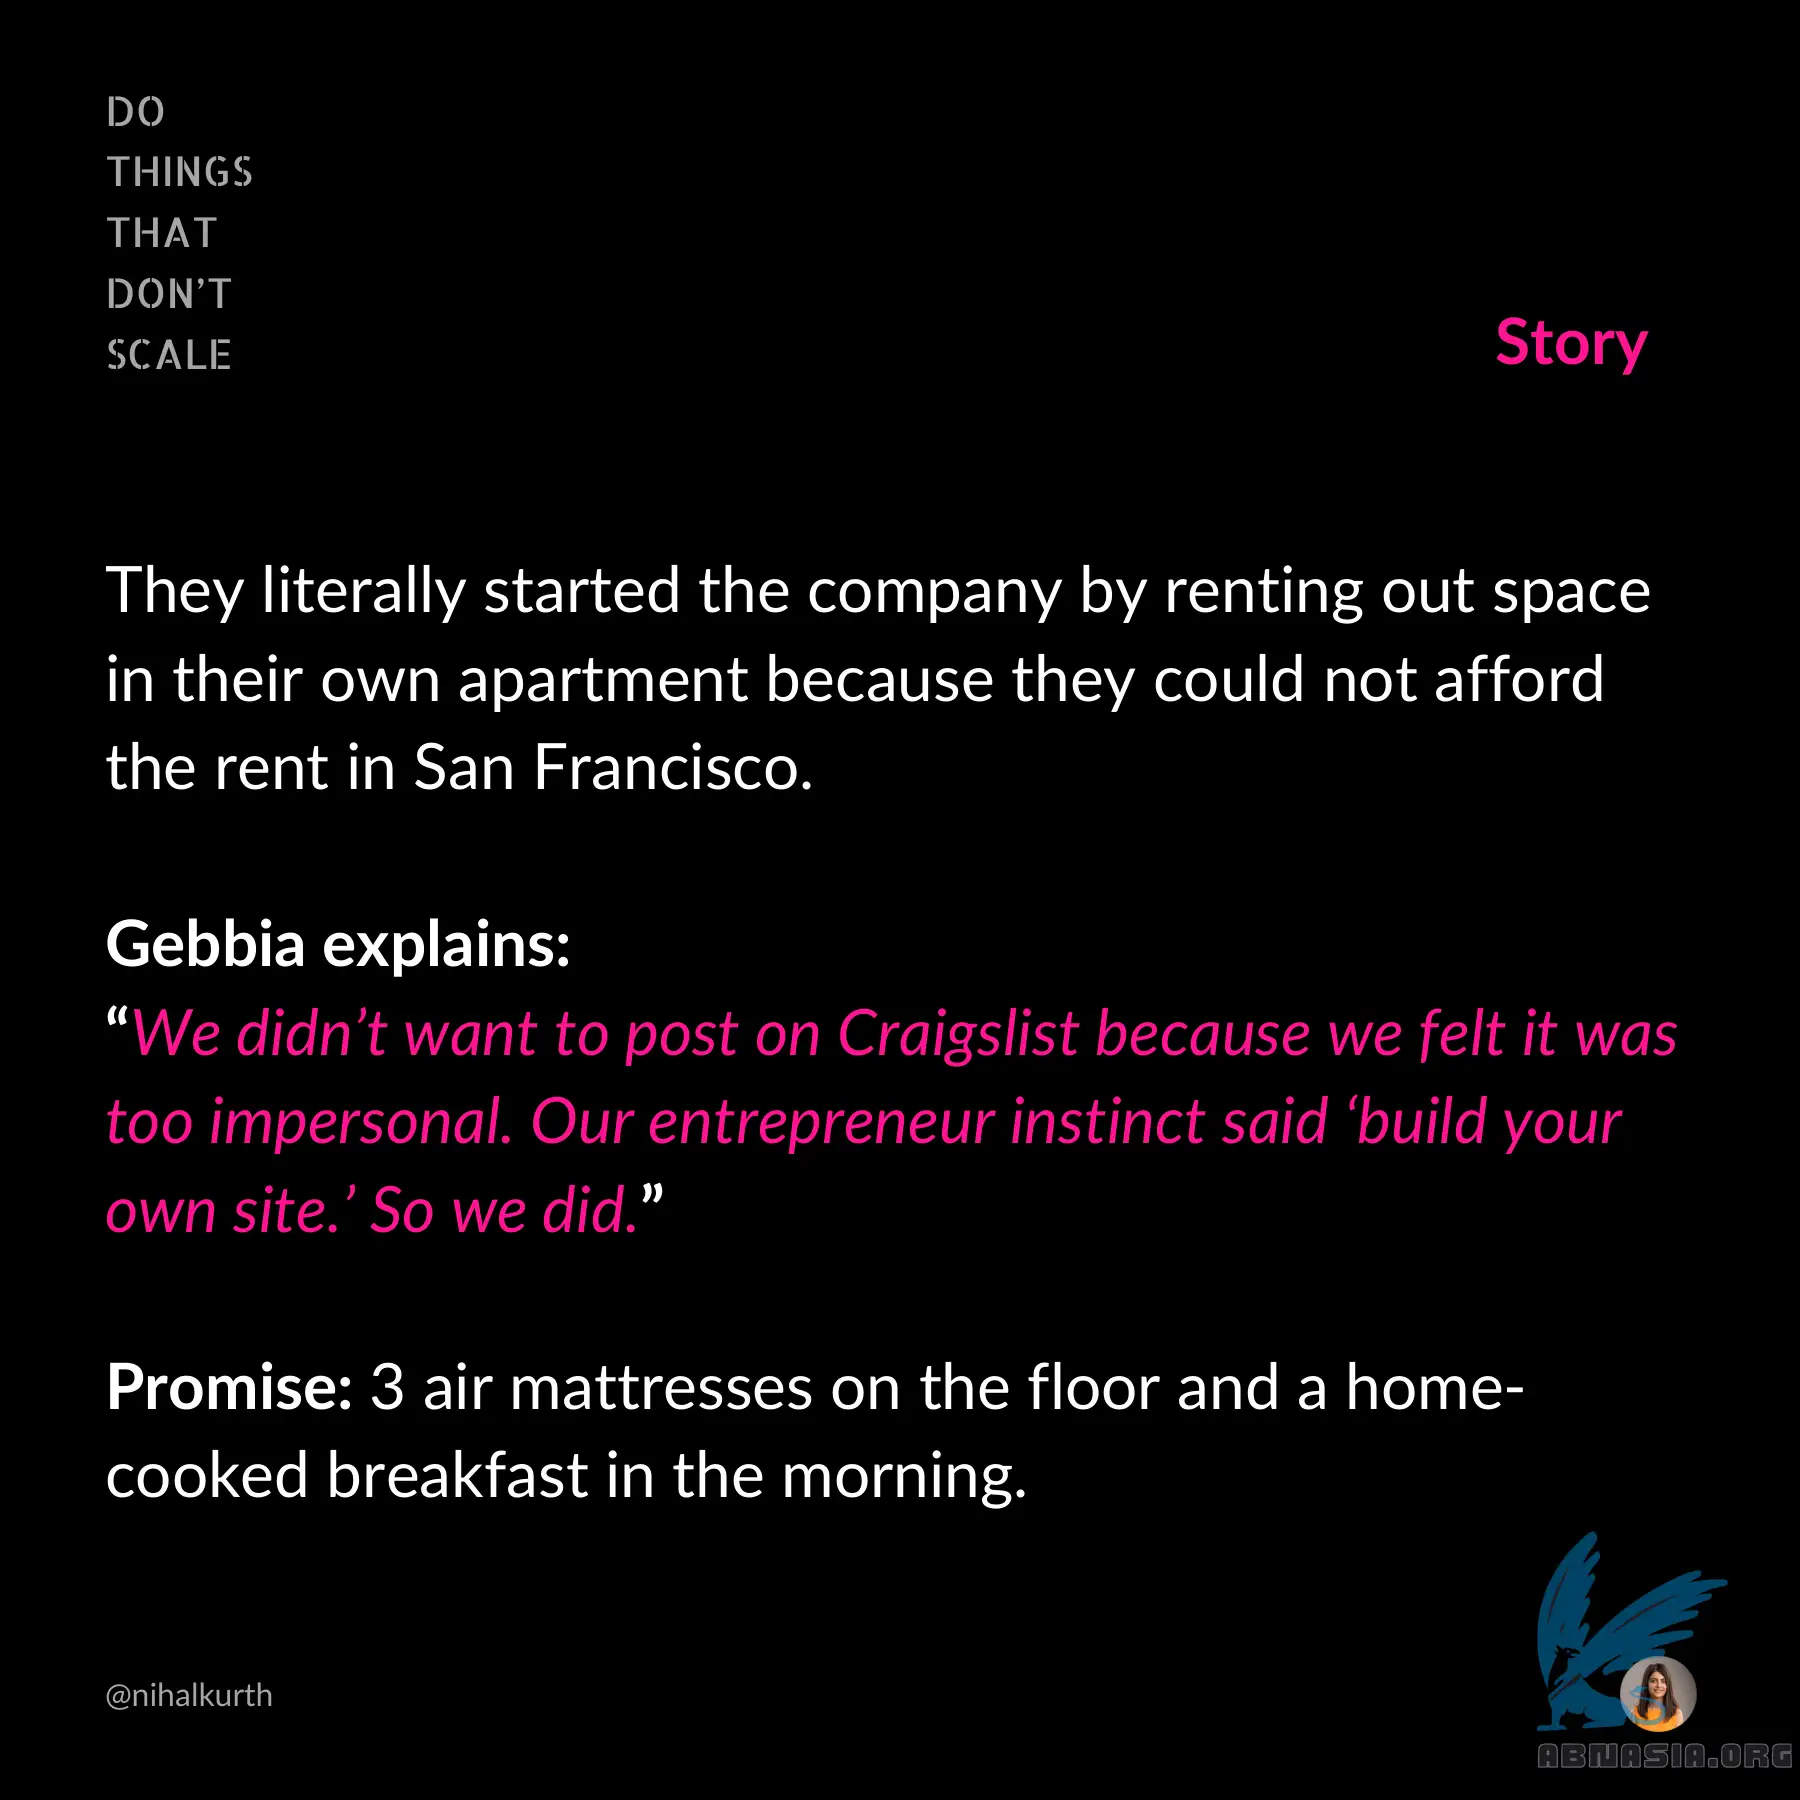 DO
THINGS
THAT
DON’T
SCALE
Story
They literally started the company by renting out space
in their own apartment because they could not afford
the rent in San Francisco.
Gebbia explains:
“We didn’t want to post on Craigslist because we felt it was
too impersonal. Our entrepreneur instinct said ‘build your
own site.’ So we did.”
Promise: 3 air mattresses on the floor and a home-
cooked breakfast in the morning.
@nihalkurth
ABNASIA.ORG